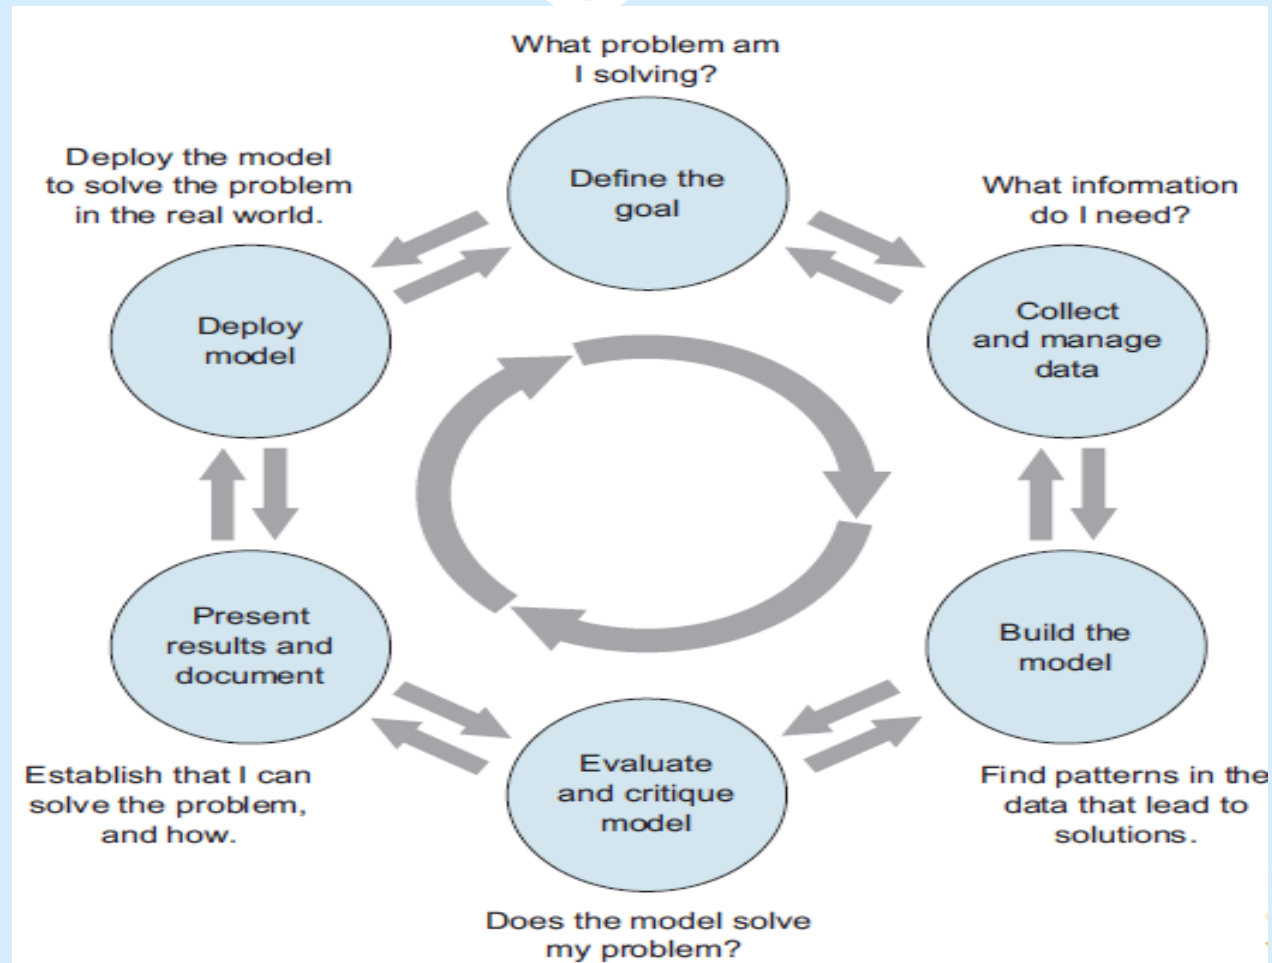 What problem am
I solving?
Define the
goal
What information
do I need?
Collect
and manage
data
Build the
model
Find patterns in the
data that lead to
solutions.
Evaluate
and critique
model
Does the model solve
my problem?
Present
results and
document
Establish that I can
solve the problem,
and how.
Deploy the model
to solve the problem
in the real world.
Deploy
model